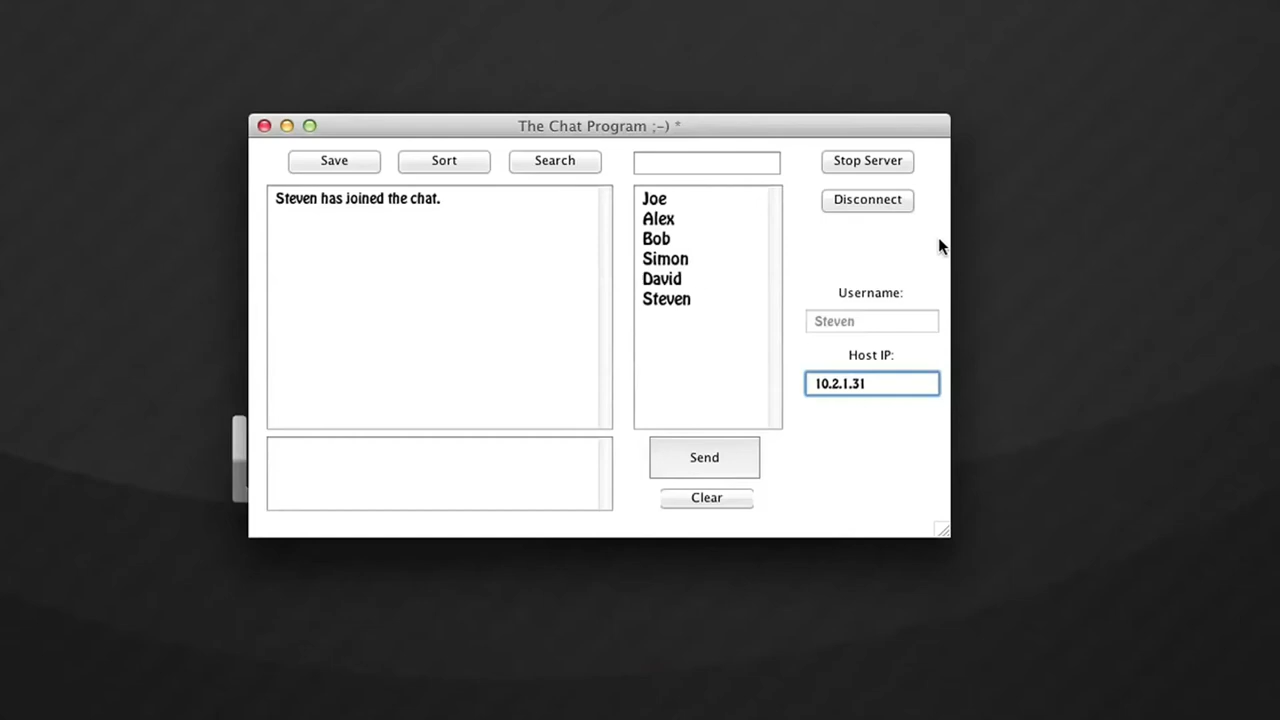 The Chat Program ;-) *
Save
Sort
Search
Stop Server
Disconnect
Steven has joined the chat.
Joe
Alex
Bob
Simon
David
Steven
Username:
Steven
Host IP:
10.2.1.31
Send
Clear